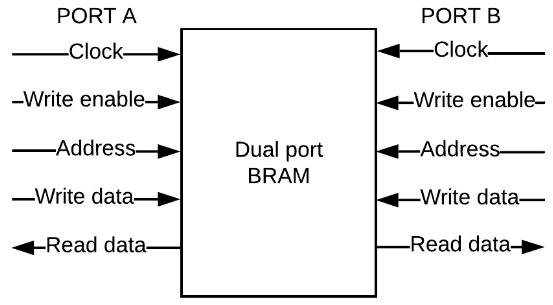 PORT A
PORT B
Clock
Clock
Write enable
Write enable
Address
Address
Dual port
BRAM
Write data
Write data
Read data
Read data